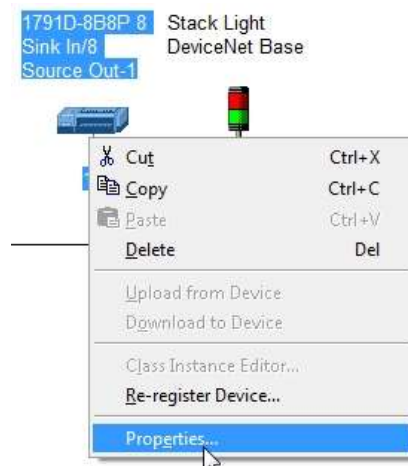 1791D-8B8P 8
Sink In/8
Source Out-1
Stack Light
DeviceNet Base
Cut Ctrl+X
Copy Ctrl+C
Paste Ctrl+V
Delete Del
Upload from Device
Download to Device
Class Instance Editor...
Re-register Device...
Properties...